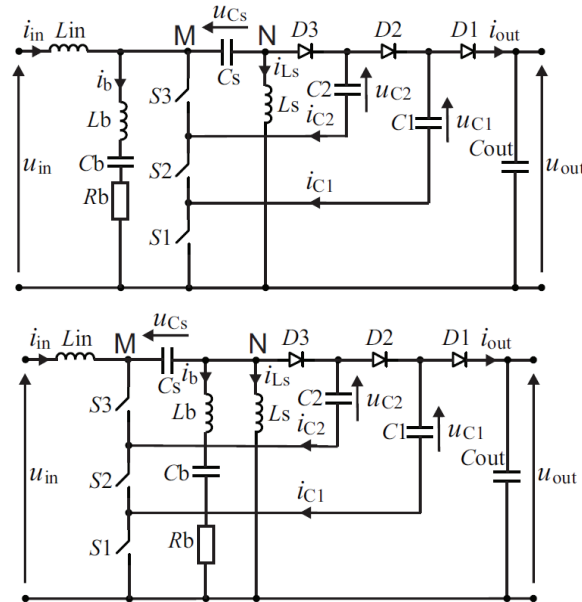 uCs
M N D3 D2 D1
iin Lin Cs iout
ib iLs
S3 C2 uC2
Lb Ls
iC2 C1 uC1
Cb Cout
uin S2 uout
Rb iC1
S1
uCs
M N D3 D2 D1
iin Lin iout
Cs ib iLs
S3 C2 uC2
Lb Ls
iC2 C1 uC1
Cout
uin S2 Cb uout
iC1
S1 Rb